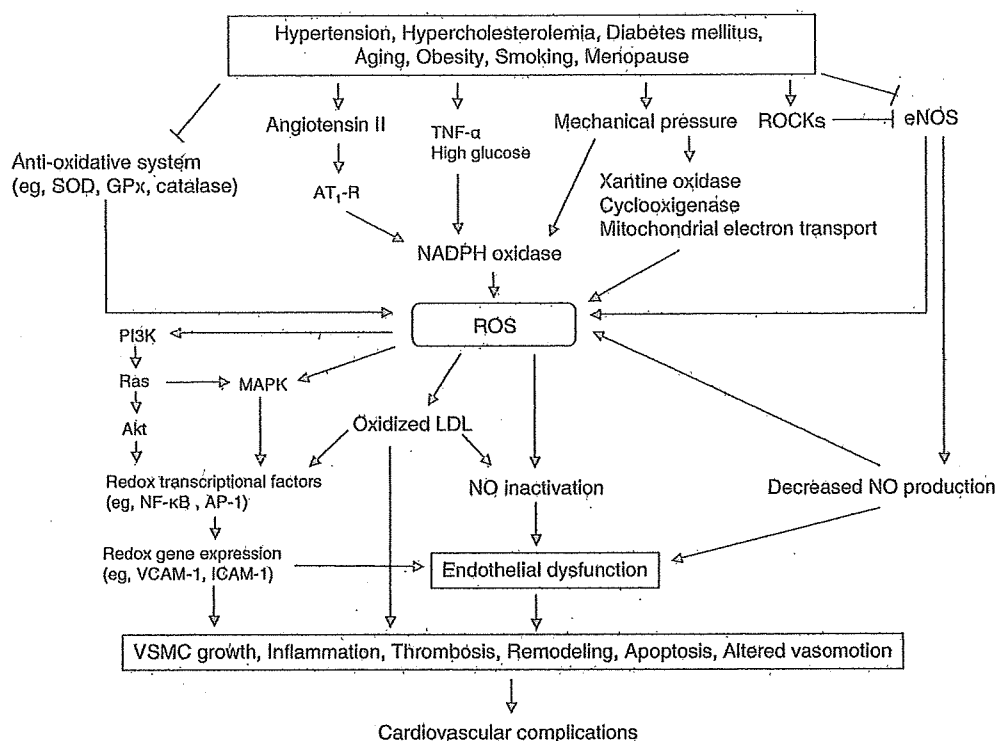 Hypertension, Hypercholesterolemia, Diabetes mellitus,
Aging, Obesity, Smoking, Menopause
Angiotensin II
TNF-α
High glucose
Mechanical pressure
ROCKs
eNOS
Anti-oxidative system
(eg, SOD, GPx, catalase)
AT1-R
Xantine oxidase
Cyclooxigenase
Mitochondrial electron transport
NADPH oxidase
ROS
PI3K
Ras
MAPK
Akt
Oxidized LDL
Redox transcriptional factors
(eg, NF-κB , AP-1)
NO inactivation
Decreased NO production
Redox gene expression
(eg, VCAM-1, ICAM-1)
Endothelial dysfunction
VSMC growth, Inflammation, Thrombosis, Remodeling, Apoptosis, Altered vasomotion
Cardiovascular complications